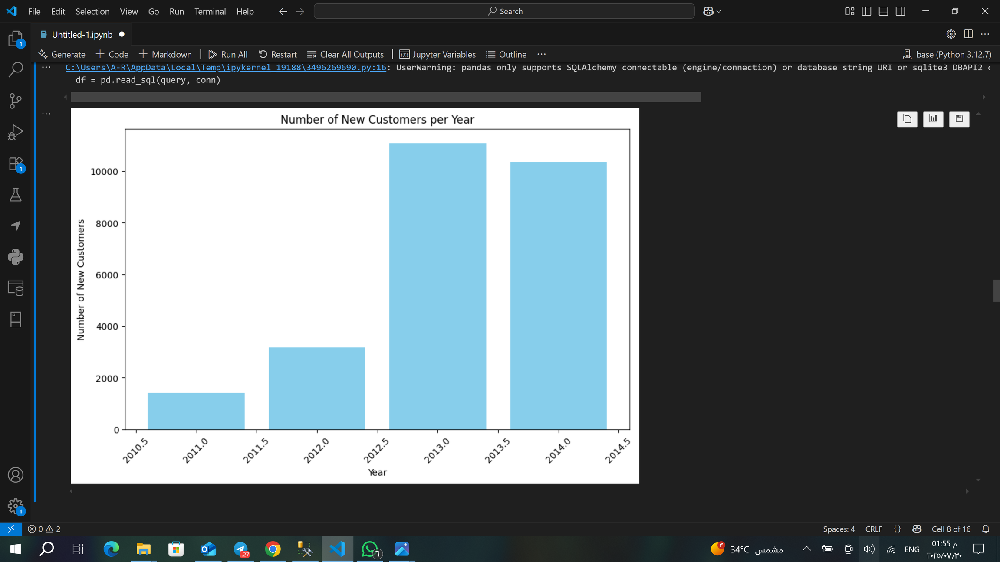 File Edit Selection View Go Run Terminal Help
Search
Untitled-1.ipynb
Generate Code Markdown Run All Restart Clear All Outputs Jupyter Variables Outline ... base (Python 3.12.7)
C:\Users\A-R\AppData\Local\Temp\ipykernel_19188\3496269690.py:16: UserWarning: pandas only supports SQLAlchemy connectable (engine/connection) or database string URI or sqlite3 DBAPI2
df = pd.read_sql(query, conn)
Number of New Customers per Year
Number of New Customers
10000
8000
6000
4000
2000
0
2010.5 2011.0 2011.5 2012.0 2012.5 2013.0 2013.5 2014.0 2014.5
Year
1
1
1
0 2
Spaces: 4 CRLF {} Cell 8 of 16
..27
٦
٣
34°C مشمس
ENG
01:55 م
٢٠٢٥/٠٧/٣٠